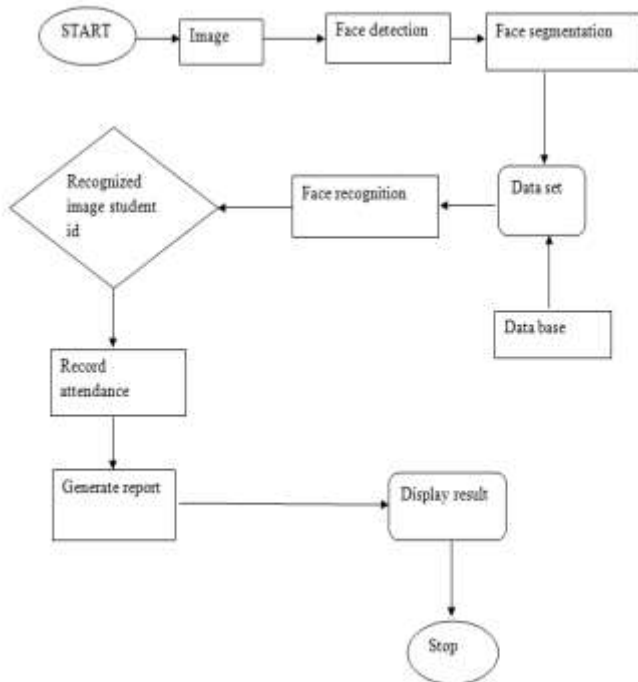 START
Image
Face detection
Face segmentation
Recognized
image student
id
Face recognition
Data set
Data base
Record
attendance
Generate report
Display result
Stop